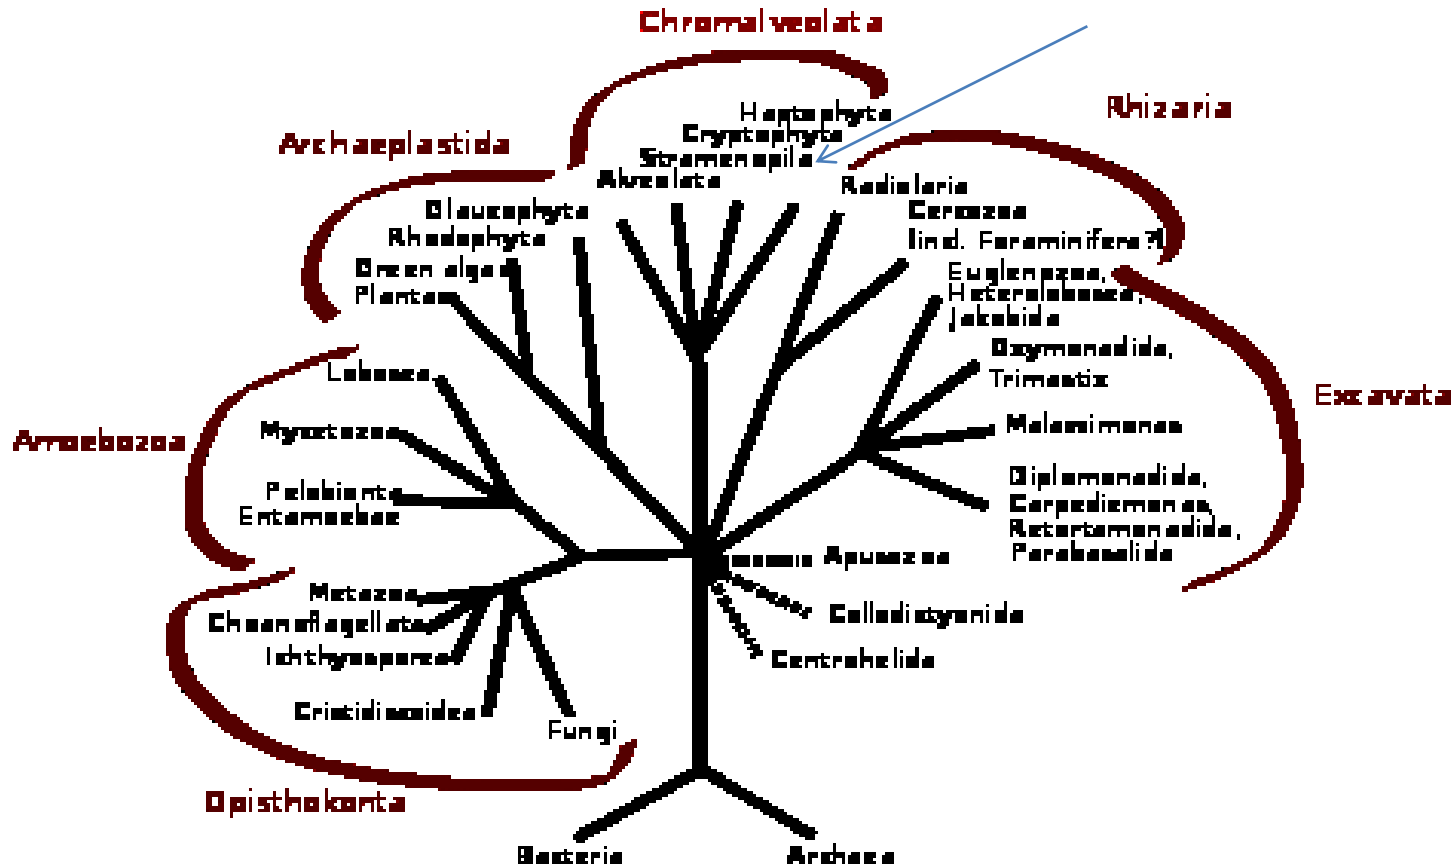 Chromalveolata
Rhizaria
Haptophyta
Cryptophyta
Stramenopila
Alveolata
Archaeplastida
Glaucophyta
Rhodophyta
Green algae
Plantae
Radiolaria
Cercozoa
(incl. Foraminifera?)
Euglenozoa,
Heterolobosea,
Jakobida
Oxymonadida,
Trimastix
Malawimonas
Diplomonadida,
Carpediemonas,
Retortamonadida,
Parabasalida
Excavata
Lobosea
Mycetozoa
Pelobionta
Entamoebae
Amoebozoa
Apusozoa
Collodictyonida
Centrohelida
Metazoa
Choanoflagellata
Ichthyosporea
Cristidiscoidea
Fungi
Opisthokonta
Bacteria
Archaea